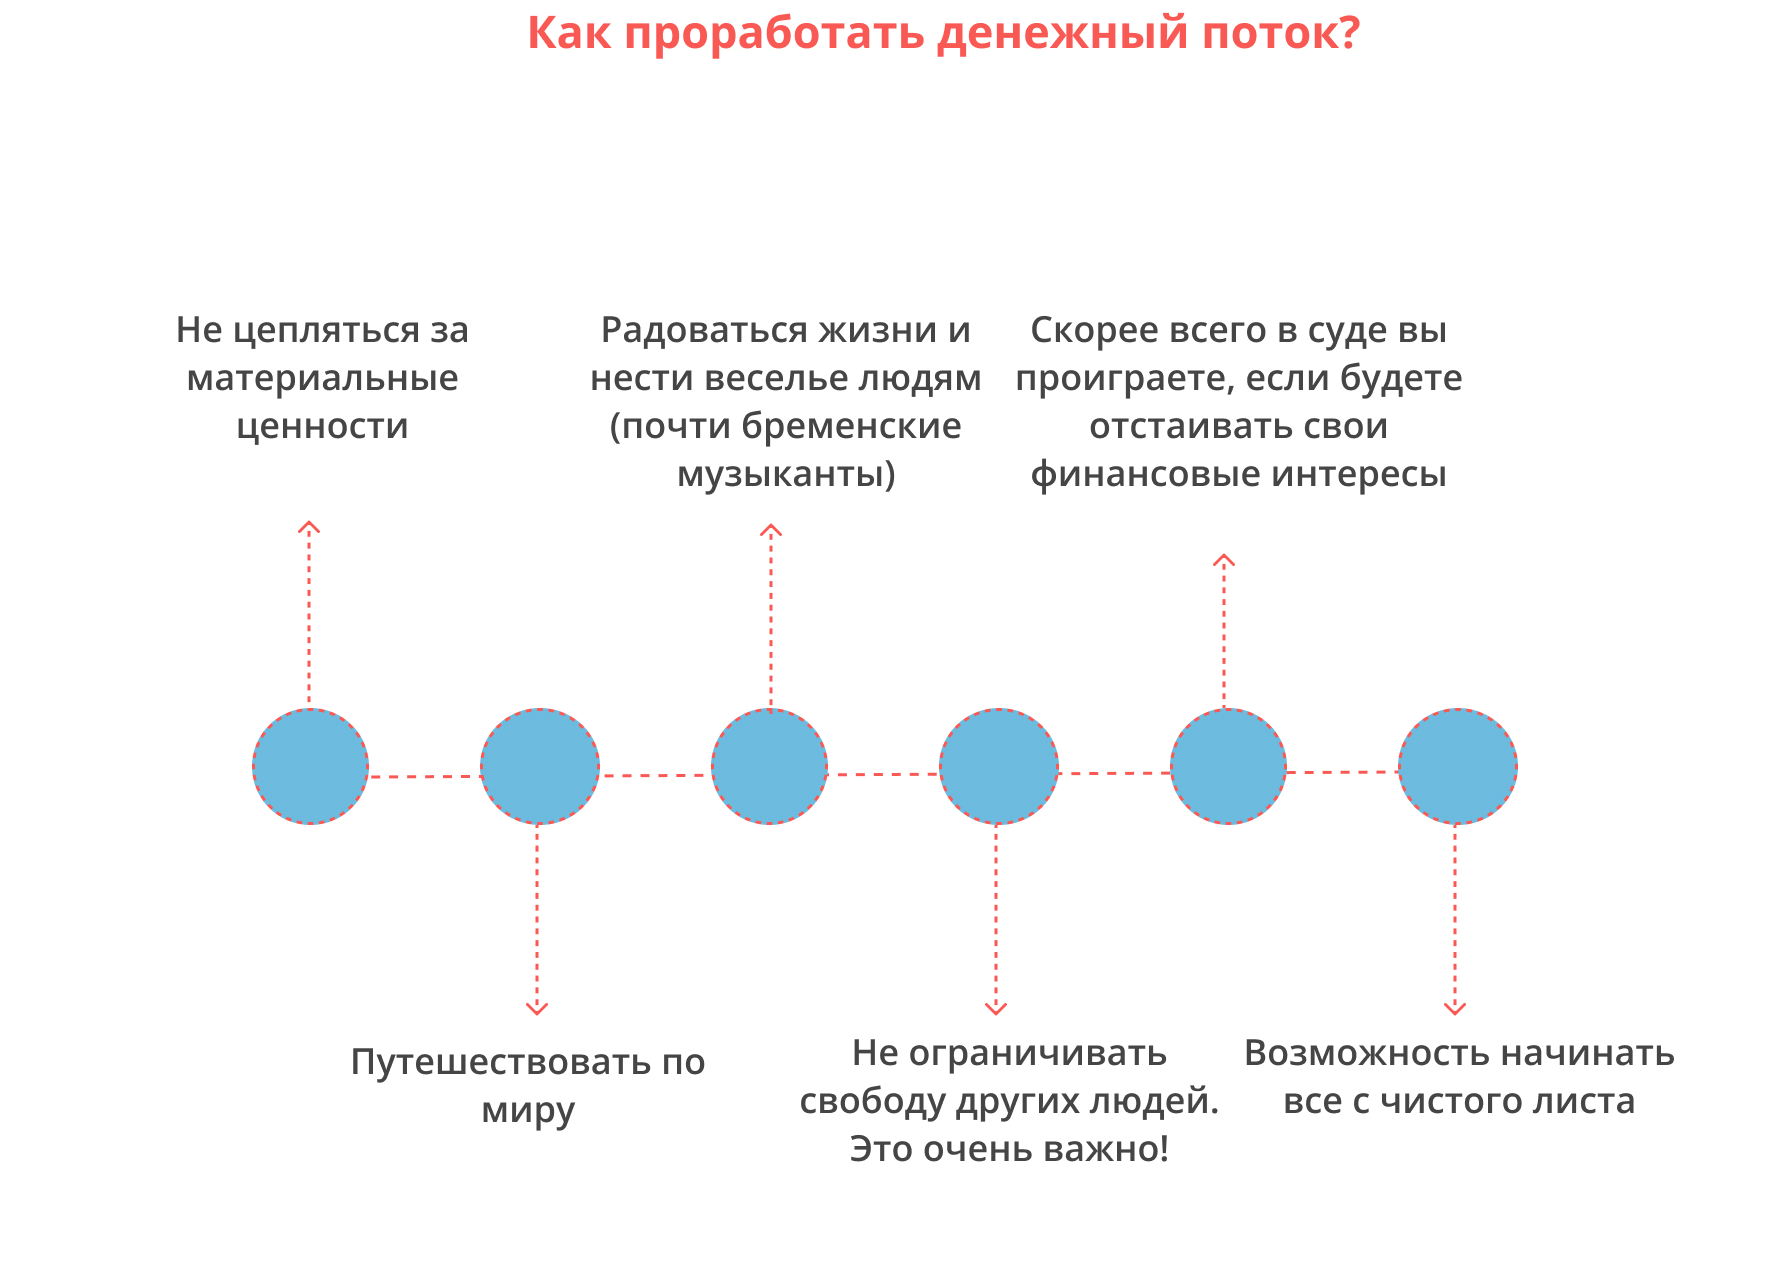 Как проработать денежный поток?
Не цепляться за
материальные
ценности
Радоваться жизни и
нести веселье людям
(почти бременские
музыканты)
Скорее всего в суде вы
проиграете, если будете
отстаивать свои
финансовые интересы
Путешествовать по
миру
Не ограничивать
свободу других людей.
Это очень важно!
Возможность начинать
все с чистого листа